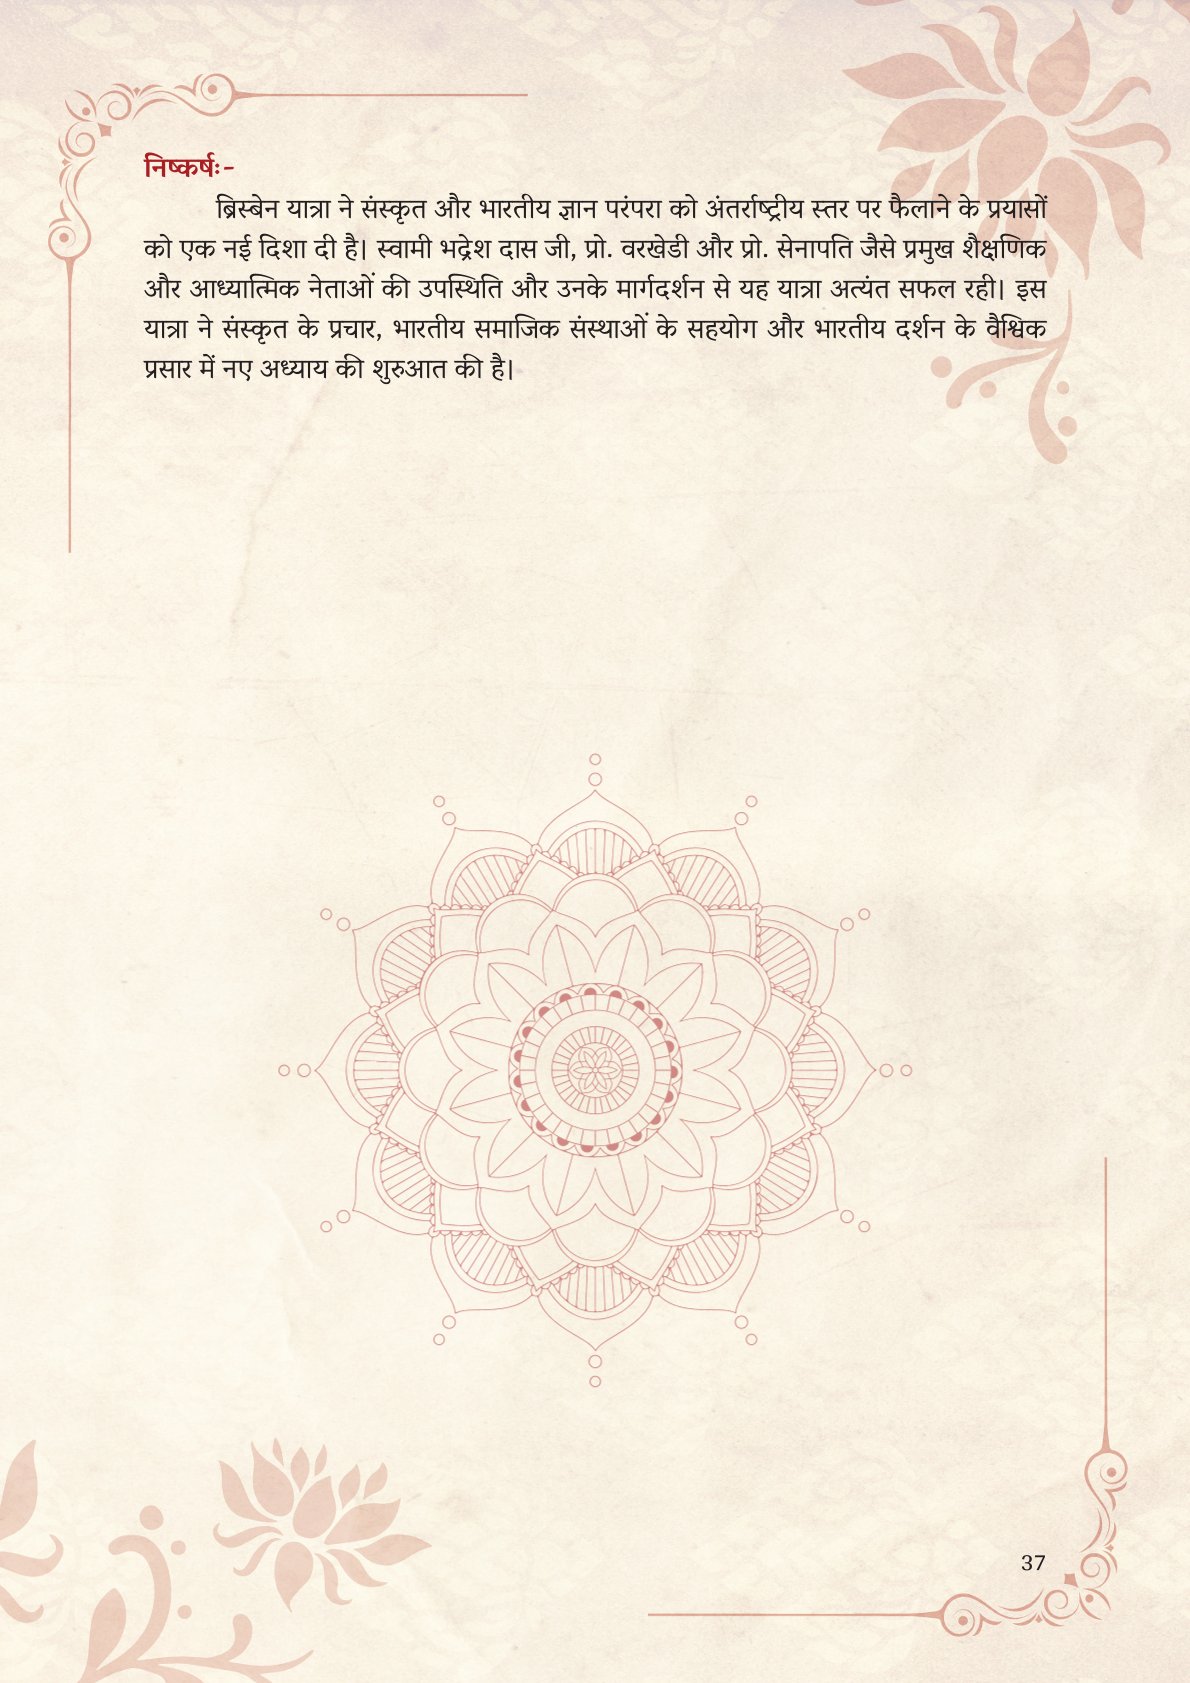 निष्कर्षः-
ब्रिस्बेन यात्रा ने संस्कृत और भारतीय ज्ञान परंपरा को अंतर्राष्ट्रीय स्तर पर फैलाने के प्रयासों
को एक नई दिशा दी है। स्वामी भद्रेश दास जी, प्रो. वरखेडी और प्रो. सेनापति जैसे प्रमुख शैक्षणिक
और आध्यात्मिक नेताओं की उपस्थिति और उनके मार्गदर्शन से यह यात्रा अत्यंत सफल रही। इस
यात्रा ने संस्कृत के प्रचार, भारतीय समाजिक संस्थाओं के सहयोग और भारतीय दर्शन के वैश्विक
प्रसार में नए अध्याय की शुरुआत की है।
37